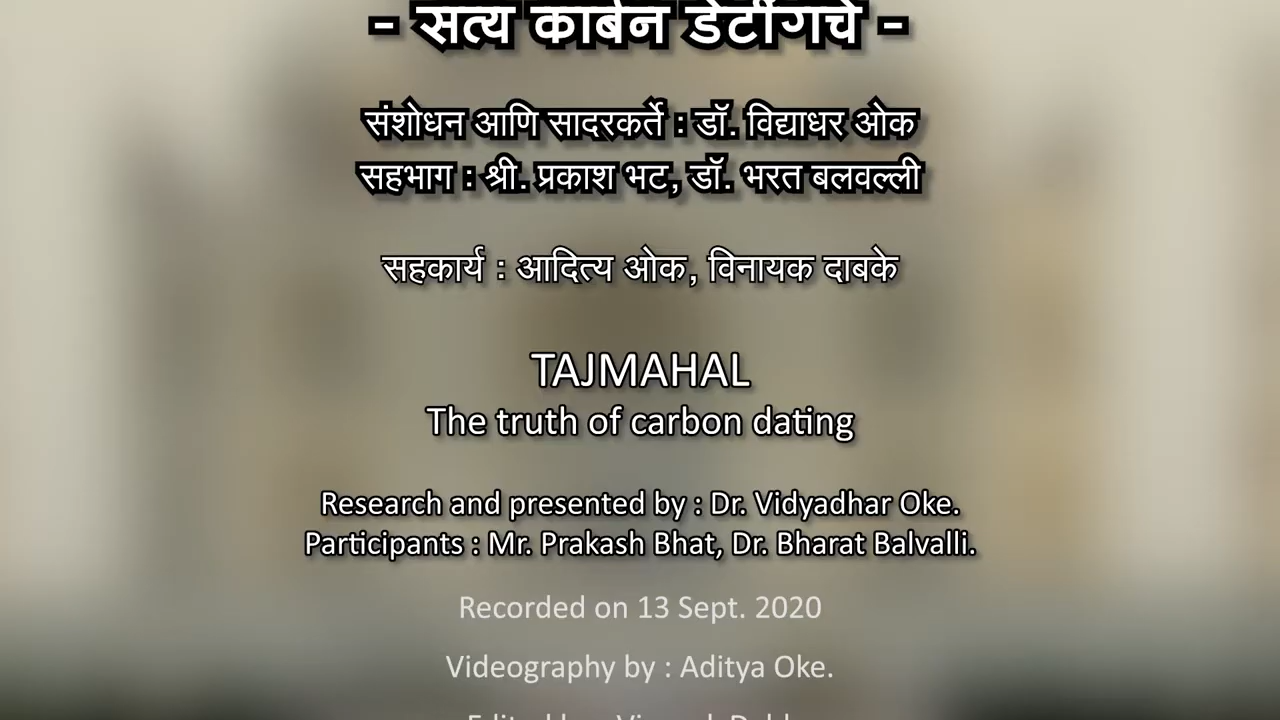 - सत्य कार्बन डेटींगचे -
संशोधन आणि सादरकर्ते : डॉ. विद्याधर ओक
सहभाग : श्री. प्रकाश भट, डॉ. भरत बलवल्ली
सहकार्य : आदित्य ओक, विनायक दाबके
TAJMAHAL
The truth of carbon dating
Research and presented by : Dr. Vidyadhar Oke.
Participants : Mr. Prakash Bhat, Dr. Bharat Balvalli.
Recorded on 13 Sept. 2020
Videography by : Aditya Oke.